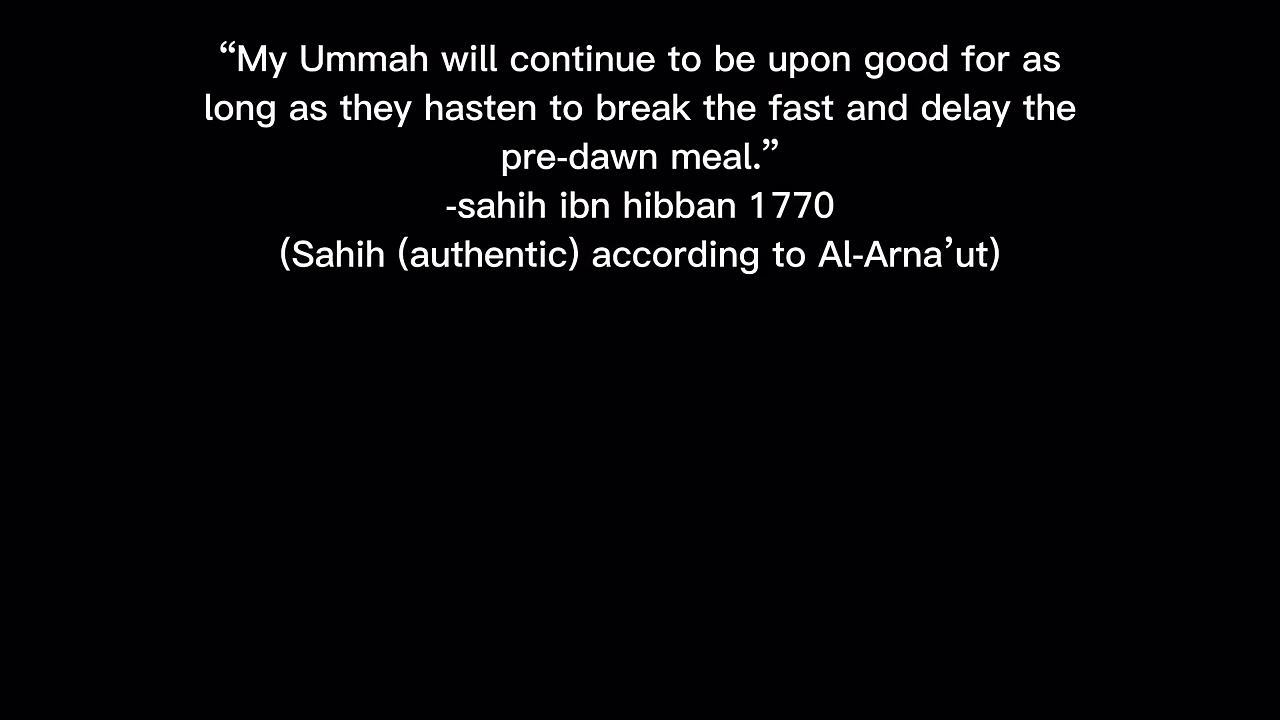 “My Ummah will continue to be upon good for as
long as they hasten to break the fast and delay the
pre-dawn meal.”
-sahih ibn hibban 1770
(Sahih (authentic) according to Al-Arna’ut)